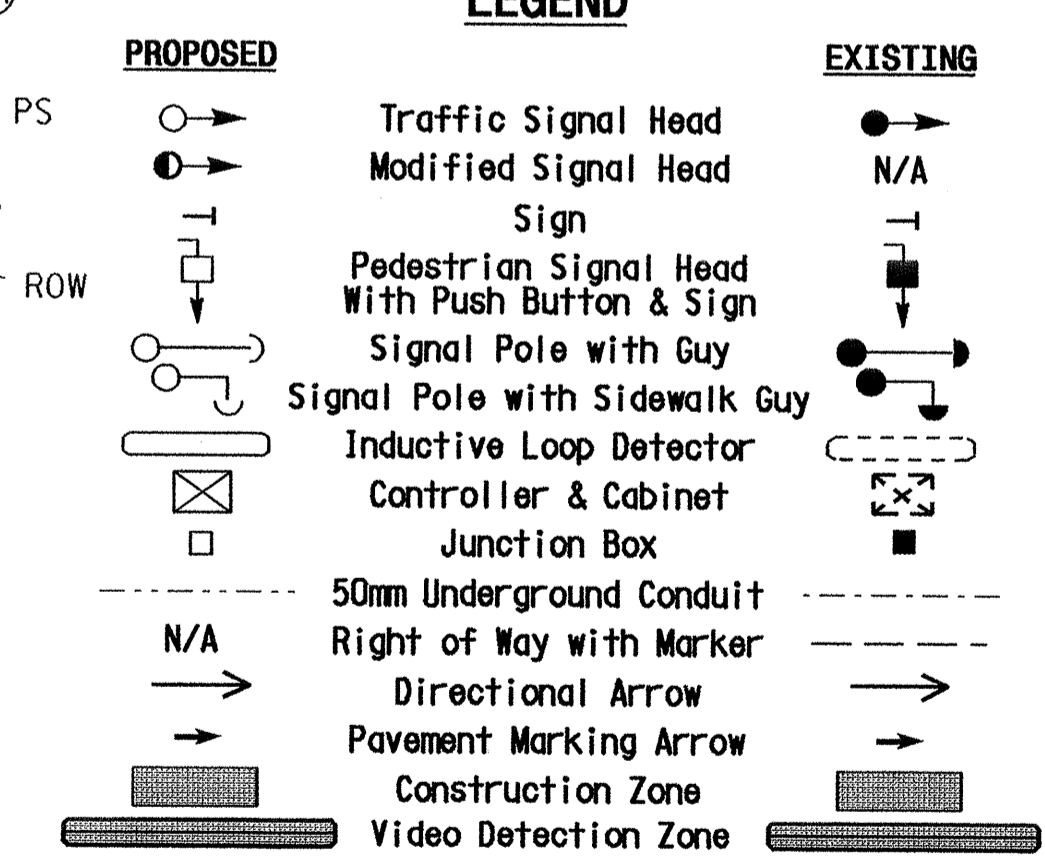 LEGEND
PROPOSED
EXISTING
PS
Traffic Signal Head
Modified Signal Head
N/A
Sign
ROW
Pedestrian Signal Head
With Push Button & Sign
Signal Pole with Guy
Signal Pole with Sidewalk Guy
Inductive Loop Detector
Controller & Cabinet
Junction Box
50mm Underground Conduit
N/A
Right of Way with Marker
Directional Arrow
Pavement Marking Arrow
Construction Zone
Video Detection Zone